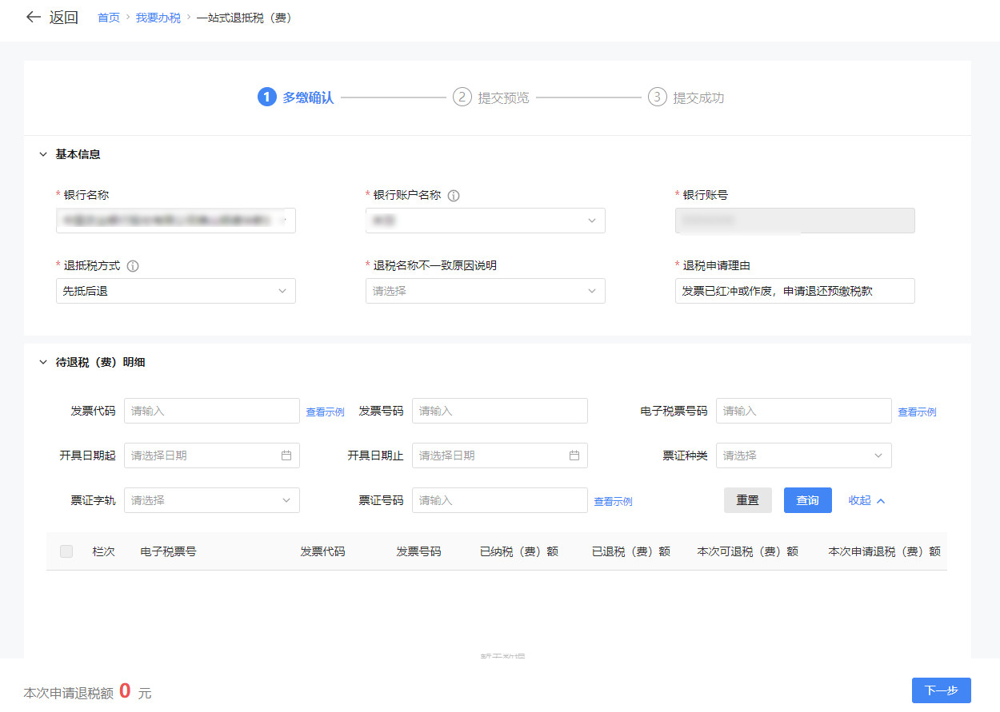 返回 首页 > 我要办税 > 一站式退抵税（费）
1 多缴确认 2 提交预览 3 提交成功
基本信息
* 银行名称 * 银行账户名称 * 银行账号
* 退抵税方式 * 退税名称不一致原因说明 * 退税申请理由
先抵后退 请选择 发票已红冲或作废，申请退还预缴税款
待退税（费）明细
发票代码 请输入 查看示例 发票号码 请输入 电子税票号码 请输入 查看示例
开具日期起 请选择日期 开具日期止 请选择日期 票证种类 请选择
票证字轨 请选择 票证号码 请输入 查看示例 重置 查询 收起
栏次 电子税票号 发票代码 发票号码 已纳税（费）额 已退税（费）额 本次可退税（费）额 本次申请退税（费）额
暂无数据
本次申请退税额 0 元 下一步